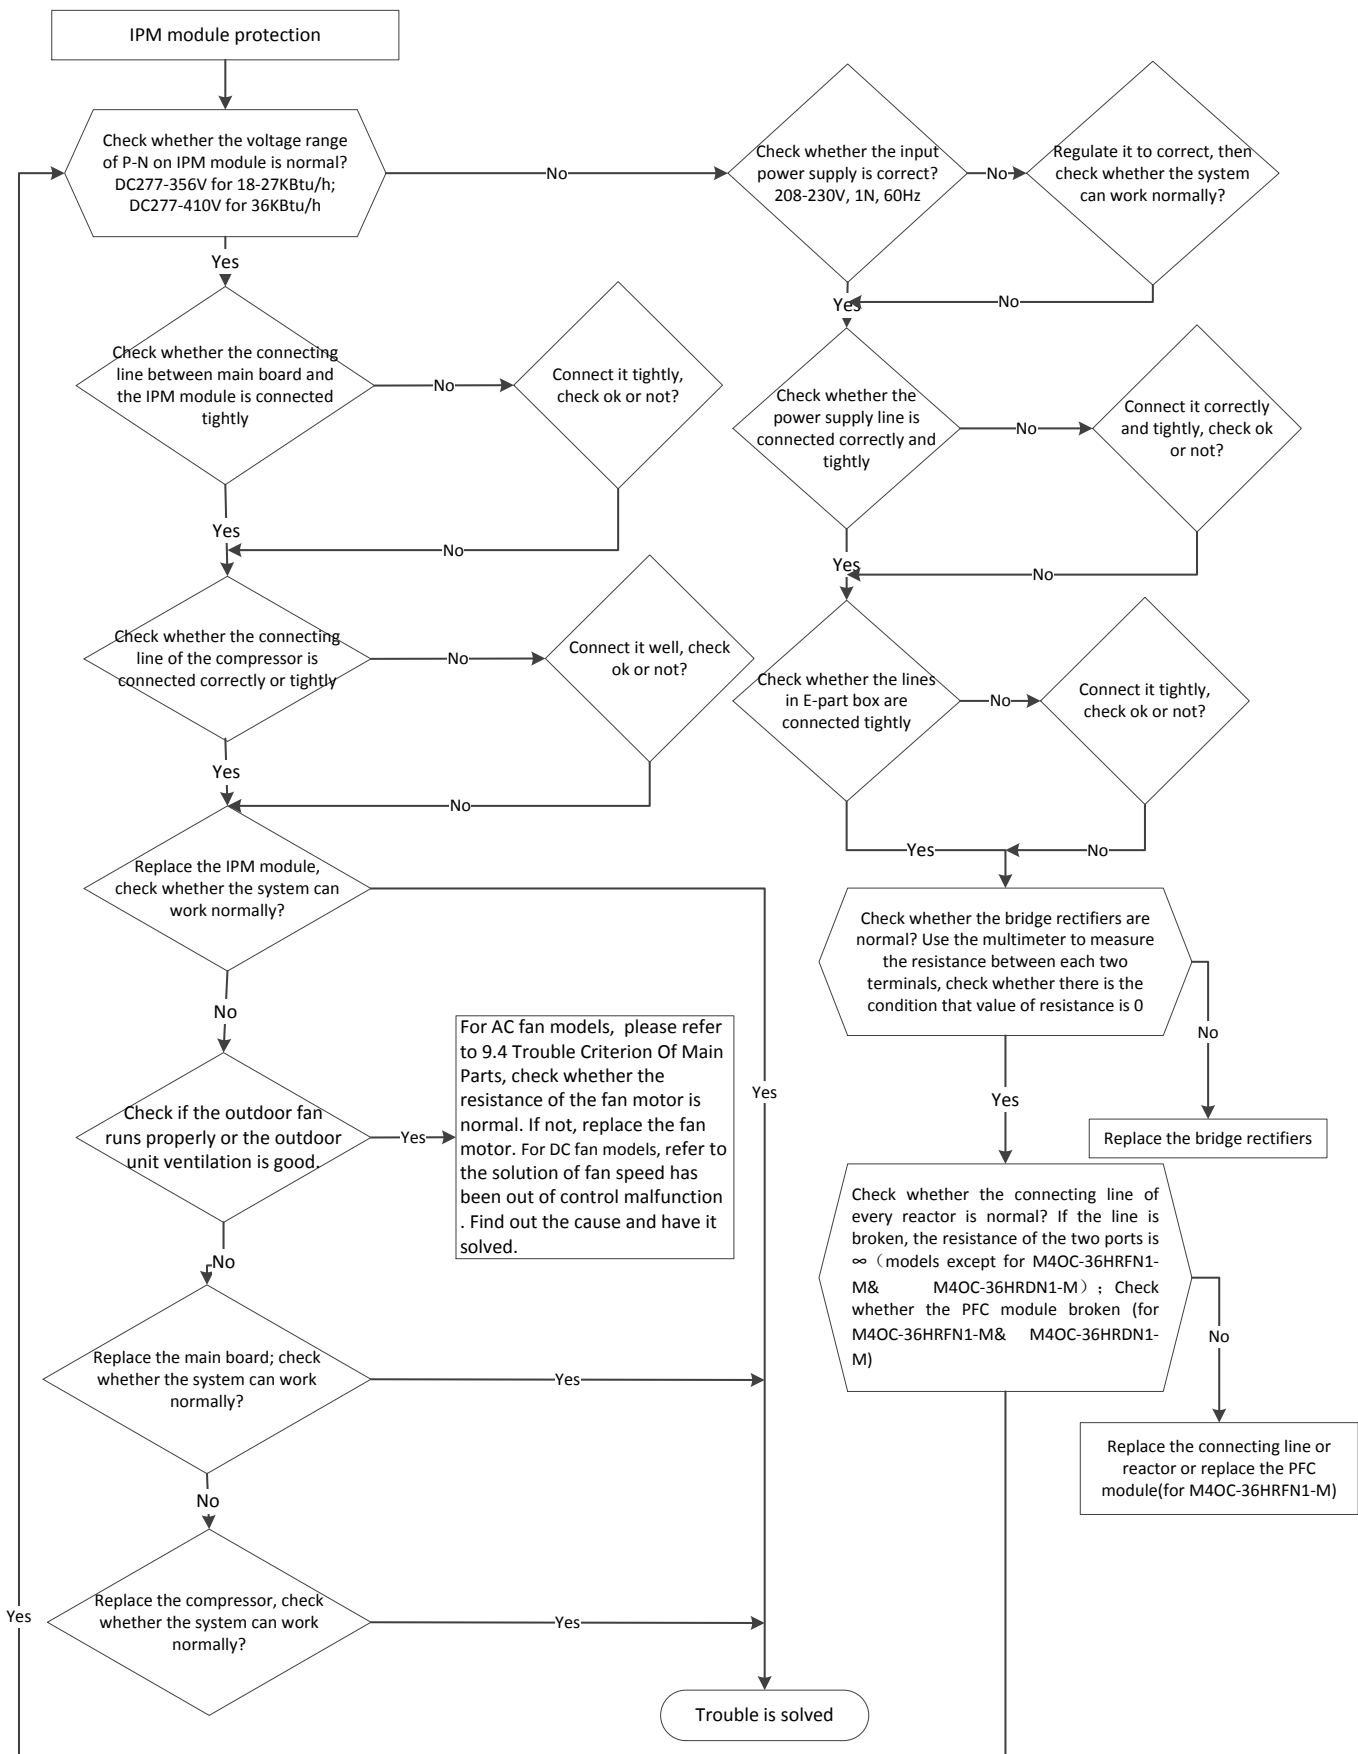 IPM module protection
Check whether the voltage range
of P-N on IPM module is normal?
DC277-356V for 18-27KBtu/h;
DC277-410V for 36KBtu/h
No
Check whether the input
power supply is correct?
208-230V, 1N, 60Hz
No
Regulate it to correct, then
check whether the system
can work normally?
Yes
No
Yes
Check whether the connecting
line between main board and
the IPM module is connected
tightly
No
Connect it tightly,
check ok or not?
Check whether the
power supply line is
connected correctly and
tightly
No
Connect it correctly
and tightly, check ok
or not?
Yes
No
Yes
No
Check whether the connecting
line of the compressor is
connected correctly or tightly
No
Connect it well, check
ok or not?
Check whether the lines
in E-part box are
connected tightly
No
Connect it tightly,
check ok or not?
Yes
No
Yes
No
Replace the IPM module,
check whether the system can
work normally?
Check whether the bridge rectifiers are
normal? Use the multimeter to measure
the resistance between each two
terminals, check whether there is the
condition that value of resistance is 0
No
No
Yes
Yes
Replace the bridge rectifiers
Check if the outdoor fan
runs properly or the outdoor
unit ventilation is good.
Yes
For AC fan models, please refer
to 9.4 Trouble Criterion Of Main
Parts, check whether the
resistance of the fan motor is
normal. If not, replace the fan
motor. For DC fan models, refer to
the solution of fan speed has
been out of control malfunction
. Find out the cause and have it
solved.
Check whether the connecting line of
every reactor is normal? If the line is
broken, the resistance of the two ports is
∞（models except for M4OC-36HRFN1-
M& M4OC-36HRDN1-M）；Check
whether the PFC module broken (for
M4OC-36HRFN1-M& M4OC-36HRDN1-
M)
No
No
Replace the main board; check
whether the system can work
normally?
Yes
Replace the connecting line or
reactor or replace the PFC
module(for M4OC-36HRFN1-M)
No
Replace the compressor, check
whether the system can work
normally?
Yes
Yes
Trouble is solved